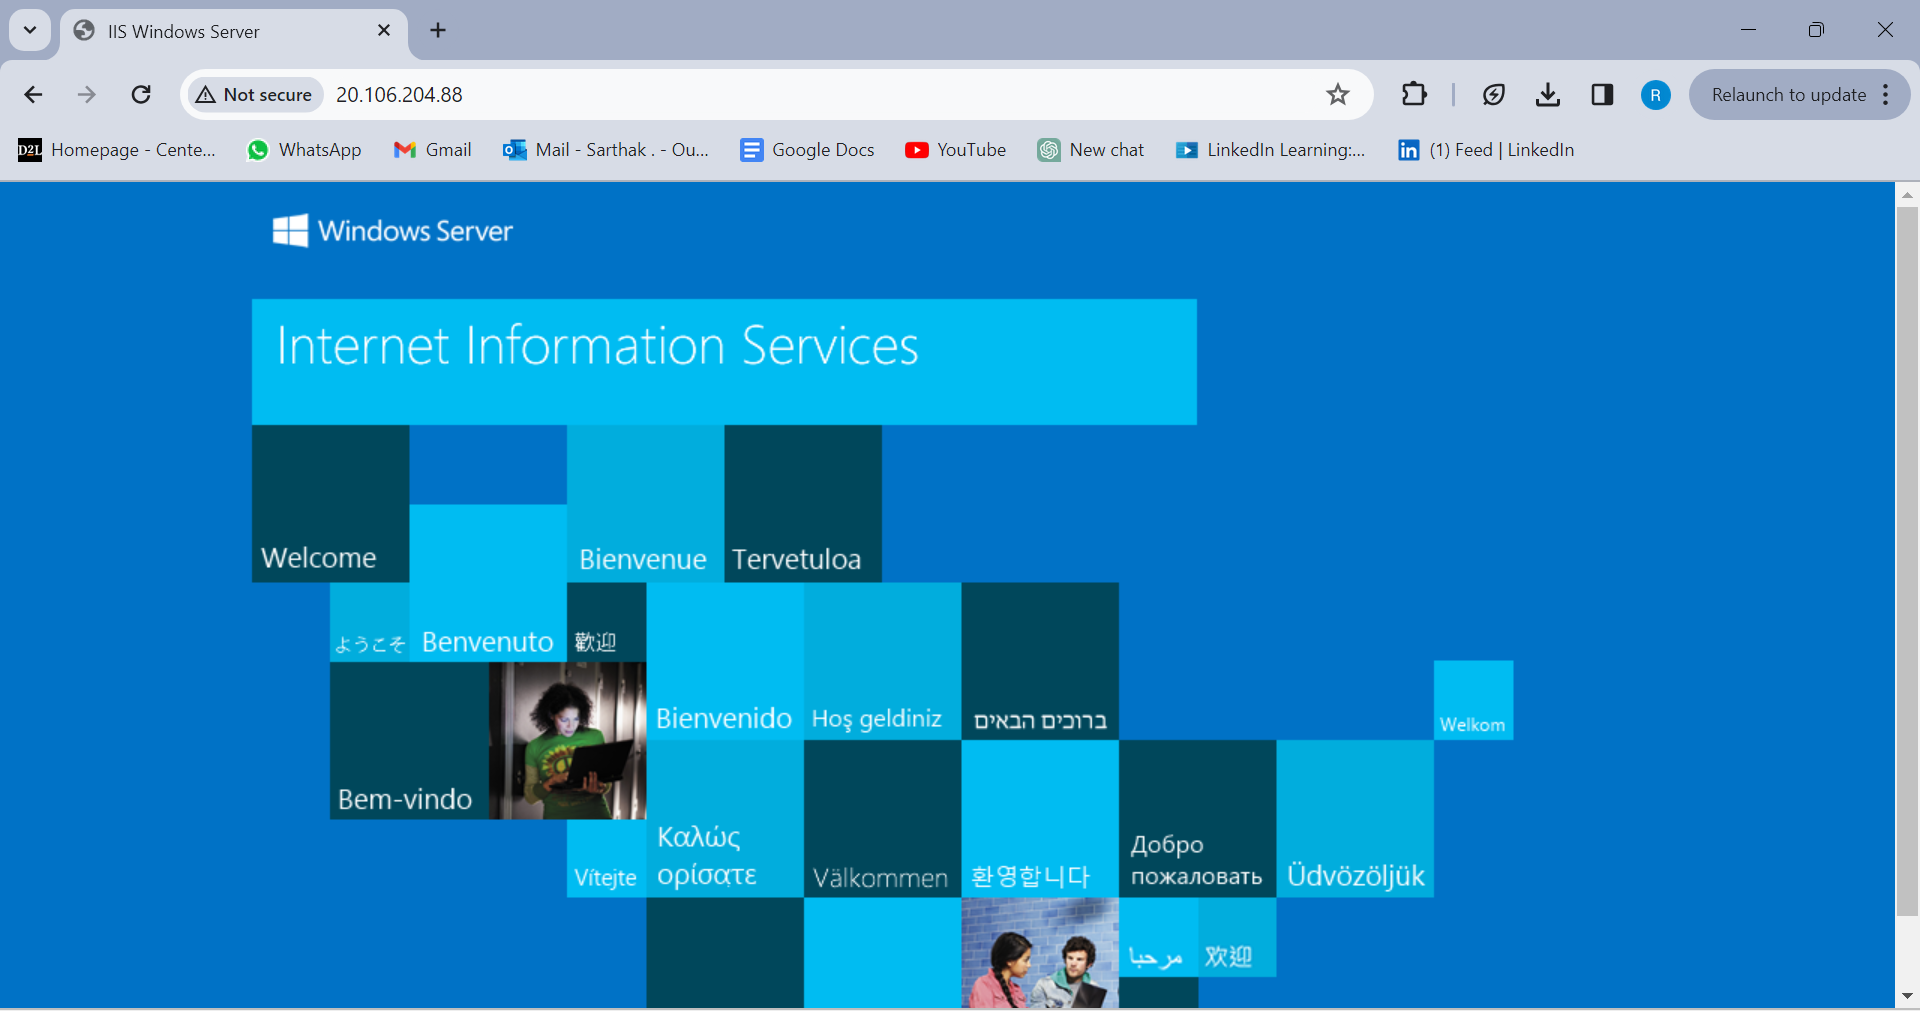 IIS Windows Server
Not secure
20.106.204.88
R
Relaunch to update
D2L
Homepage - Cente...
WhatsApp
Gmail
Mail - Sarthak . - Ou...
Google Docs
YouTube
New chat
LinkedIn Learning:...
in
(1) Feed | LinkedIn
Windows Server
Internet Information Services
Welcome
Bienvenue
Tervetuloa
ようこそ
Benvenuto
歡迎
Bienvenido
Hoş geldiniz
ברוכים הבאים
Welkom
Bem-vindo
Vítejte
Καλώς
ορίσατε
Välkommen
환영합니다
Добро
пожаловать
Üdvözöljük
مرحبا
欢迎